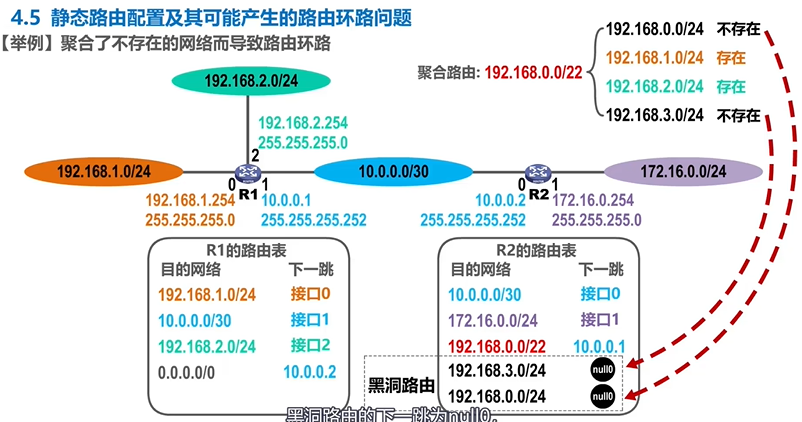 4.5 静态路由配置及其可能产生的路由环路问题
【举例】聚合了不存在的网络而导致路由环路
聚合路由: 192.168.0.0/22
192.168.0.0/24 不存在
192.168.1.0/24 存在
192.168.2.0/24 存在
192.168.3.0/24 不存在
192.168.2.0/24
192.168.2.254
255.255.255.0
2
192.168.1.0/24
0
R1
1
10.0.0.0/30
0
R2
1
172.16.0.0/24
192.168.1.254
255.255.255.0
10.0.0.1
255.255.255.252
10.0.0.2
255.255.255.252
172.16.0.254
255.255.255.0
R1的路由表
目的网络 下一跳
192.168.1.0/24 接口0
10.0.0.0/30 接口1
192.168.2.0/24 接口2
0.0.0.0/0 10.0.0.2
R2的路由表
目的网络 下一跳
10.0.0.0/30 接口0
172.16.0.0/24 接口1
192.168.0.0/22 10.0.0.1
黑洞路由
192.168.3.0/24 null0
192.168.0.0/24 null0
黑洞路由的下一跳为null0,